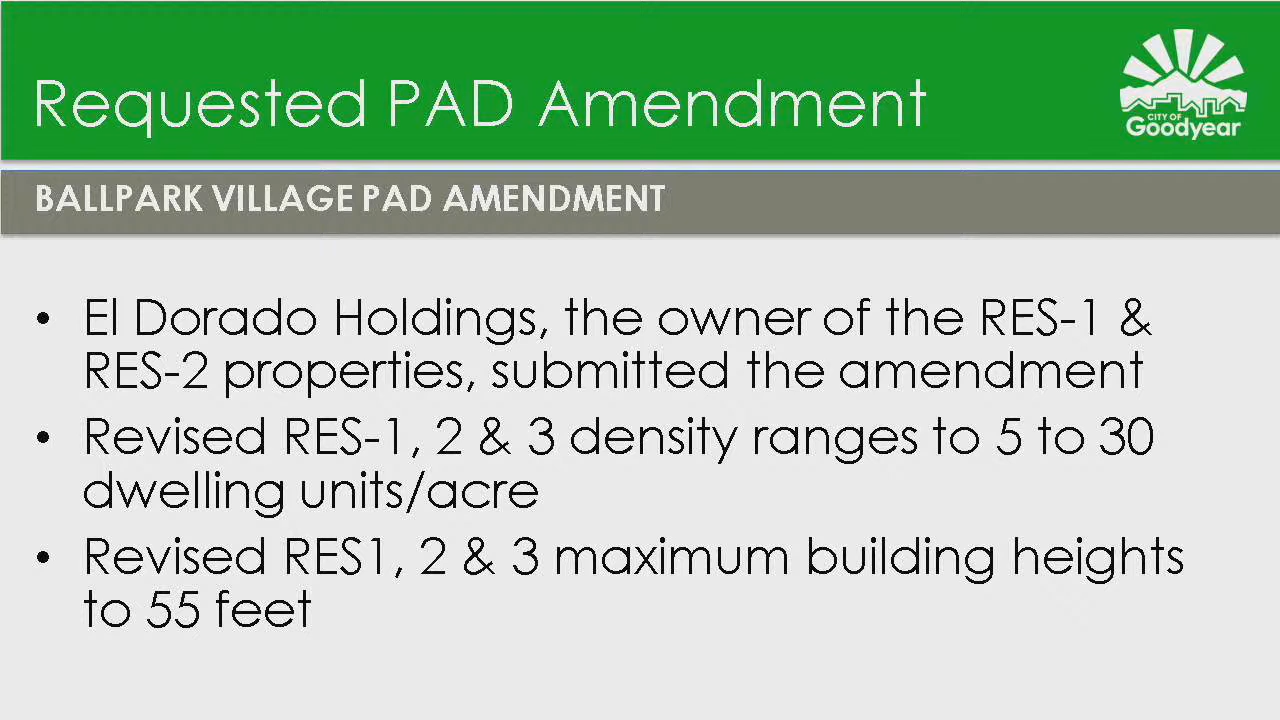 Requested PAD Amendment
CITY OF
Goodyear
BALLPARK VILLAGE PAD AMENDMENT
• El Dorado Holdings, the owner of the RES-1 &
RES-2 properties, submitted the amendment
• Revised RES-1, 2 & 3 density ranges to 5 to 30
dwelling units/acre
• Revised RES1, 2 & 3 maximum building heights
to 55 feet